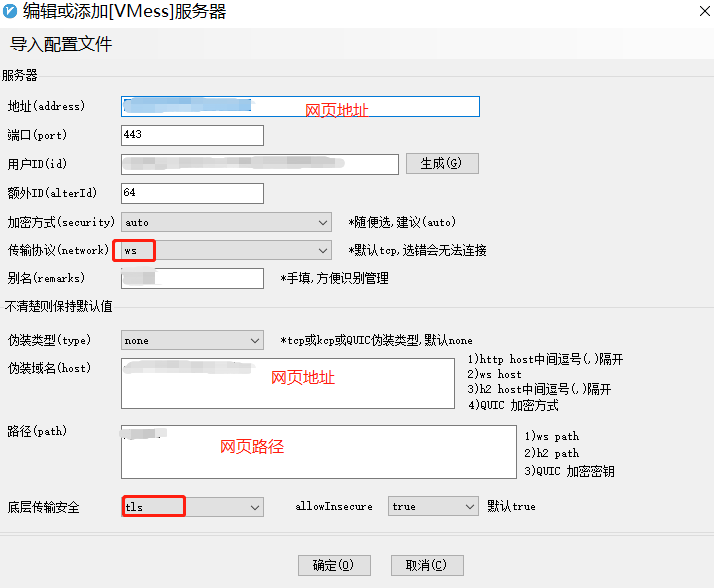 编辑或添加[VMess]服务器
导入配置文件
服务器
地址(address) 网页地址
端口(port) 443
用户ID(id) 生成(G)
额外ID(alterId) 64
加密方式(security) auto *随便选,建议(auto)
传输协议(network) ws *默认tcp,选错会无法连接
别名(remarks) *手填,方便识别管理
不清楚则保持默认值
伪装类型(type) none *tcp或kcp或QUIC伪装类型,默认none
伪装域名(host) 网页地址
1)http host中间逗号(,)隔开
2)ws host
3)h2 host中间逗号(,)隔开
4)QUIC 加密方式
路径(path) 网页路径
1)ws path
2)h2 path
3)QUIC 加密密钥
底层传输安全 tls allowInsecure true 默认true
确定(O) 取消(C)